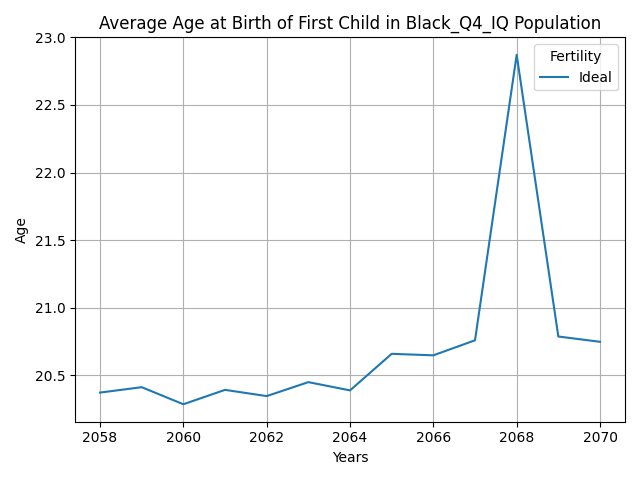 Average Age at Birth of First Child in Black_Q4_IQ Population
23.0
22.5
22.0
21.5
21.0
20.5
Age
Fertility
Ideal
2058
2060
2062
2064
2066
2068
2070
Years